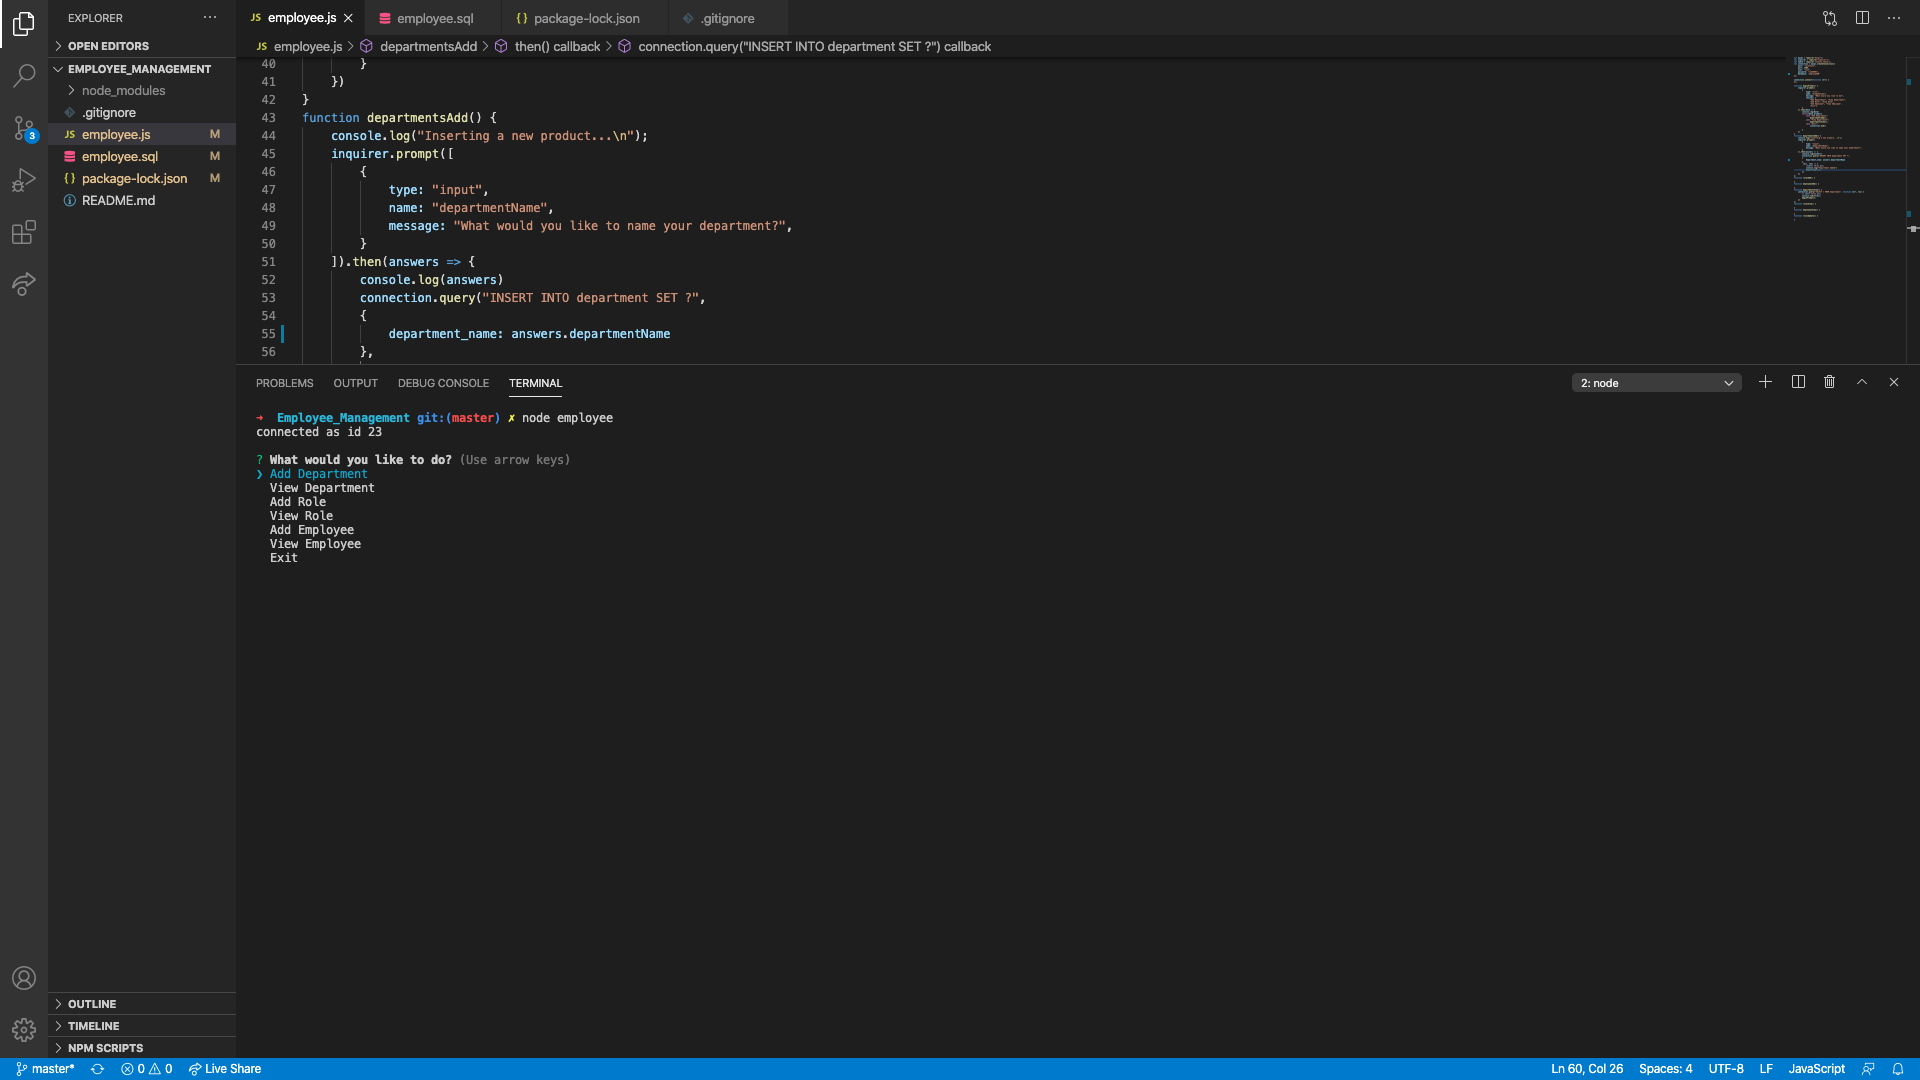 EXPLORER
OPEN EDITORS
EMPLOYEE_MANAGEMENT
node_modules
.gitignore
JS employee.js M
employee.sql M
{} package-lock.json M
README.md
OUTLINE
TIMELINE
NPM SCRIPTS
3
JS employee.js
employee.sql
{} package-lock.json
.gitignore
JS employee.js > departmentsAdd > then() callback > connection.query("INSERT INTO department SET ?") callback
40 }
41 })
42 }
43 function departmentsAdd() {
44 console.log("Inserting a new product...\n");
45 inquirer.prompt([
46 {
47 type: "input",
48 name: "departmentName",
49 message: "What would you like to name your department?",
50 }
51 ]).then(answers => {
52 console.log(answers)
53 connection.query("INSERT INTO department SET ?",
54 {
55 department_name: answers.departmentName
56 },
PROBLEMS OUTPUT DEBUG CONSOLE TERMINAL
2: node
➜ Employee_Management git:(master) ✗ node employee
connected as id 23
? What would you like to do? (Use arrow keys)
❯ Add Department
View Department
Add Role
View Role
Add Employee
View Employee
Exit
master* 0 0 Live Share
Ln 60, Col 26 Spaces: 4 UTF-8 LF JavaScript